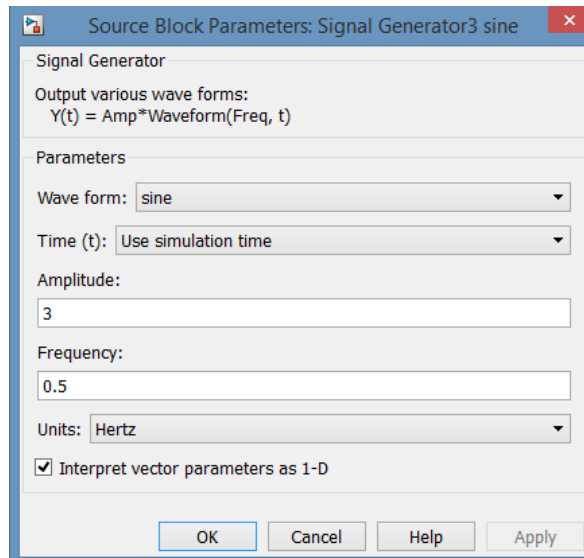 Source Block Parameters: Signal Generator3 sine
Signal Generator
Output various wave forms:
Y(t) = Amp*Waveform(Freq, t)
Parameters
Wave form: sine
Time (t): Use simulation time
Amplitude:
3
Frequency:
0.5
Units: Hertz
Interpret vector parameters as 1-D
OK Cancel Help Apply